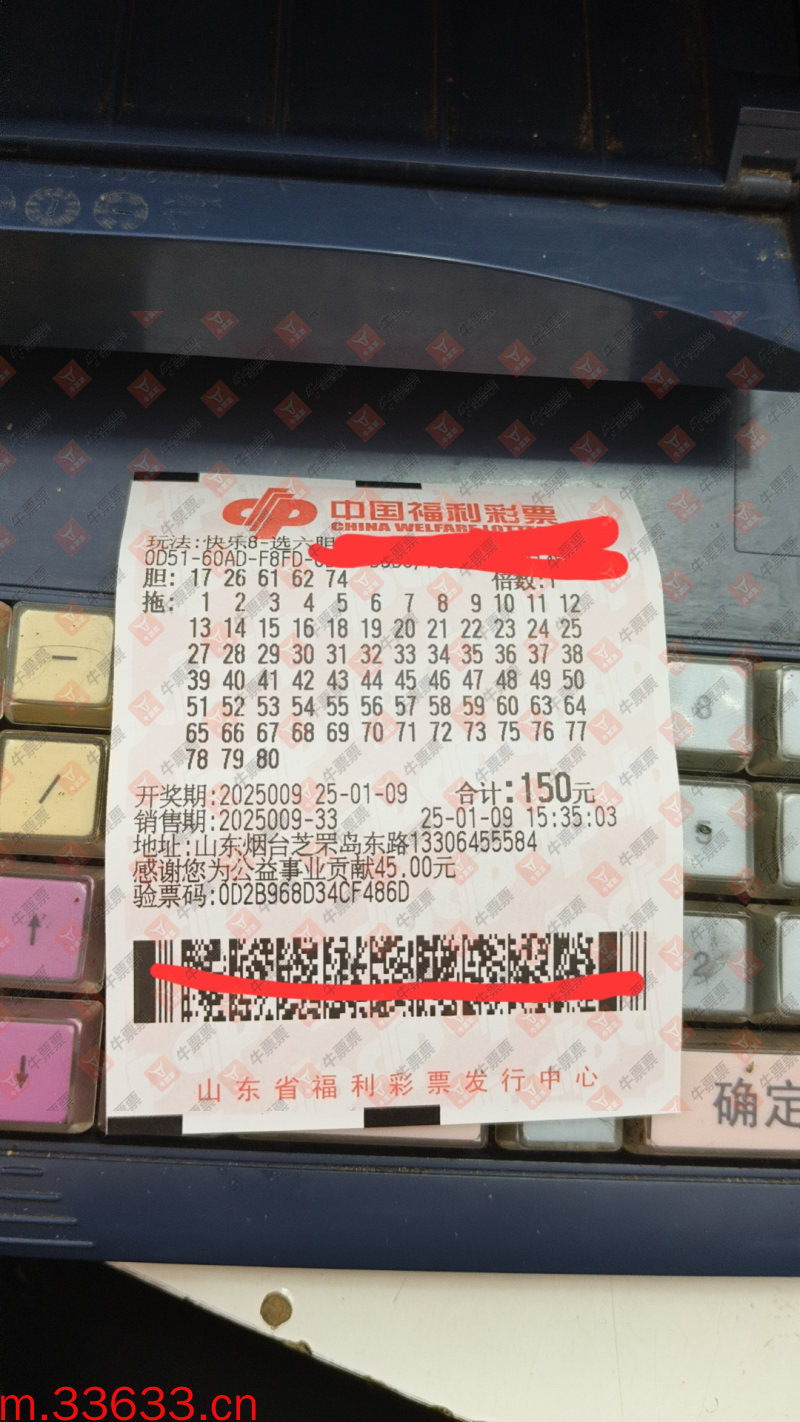 中国福利彩票
CHINA WELFARE
玩法:快乐8-选六胆
0D51-60AD-F8FD-
胆: 17 26 61 62 74 倍数:1
拖: 1 2 3 4 5 6 7 8 9 10 11 12
13 14 15 16 18 19 20 21 22 23 24 25
27 28 29 30 31 32 33 34 35 36 37 38
39 40 41 42 43 44 45 46 47 48 49 50
51 52 53 54 55 56 57 58 59 60 63 64
65 66 67 68 69 70 71 72 73 75 76 77
78 79 80
开奖期:2025009 25-01-09 合计:150元
销售期:2025009-33 25-01-09 15:35:03
地址:山东烟台芝罘岛东路13306455584
感谢您为公益事业贡献45.00元
验票码:0D2B968D34CF486D
山东省福利彩票发行中心
8
5
2
确定
牛票票
m.33633.cn